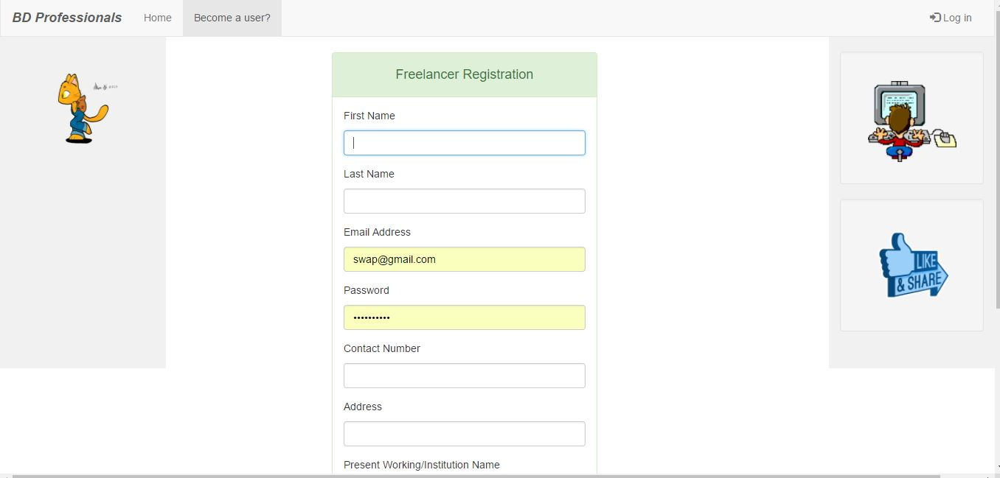 BD Professionals Home Become a user? Log in
Freelancer Registration
First Name
Last Name
Email Address
swap@gmail.com
Password
••••••••••
Contact Number
Address
Present Working/Institution Name
LIKE
& SHARE